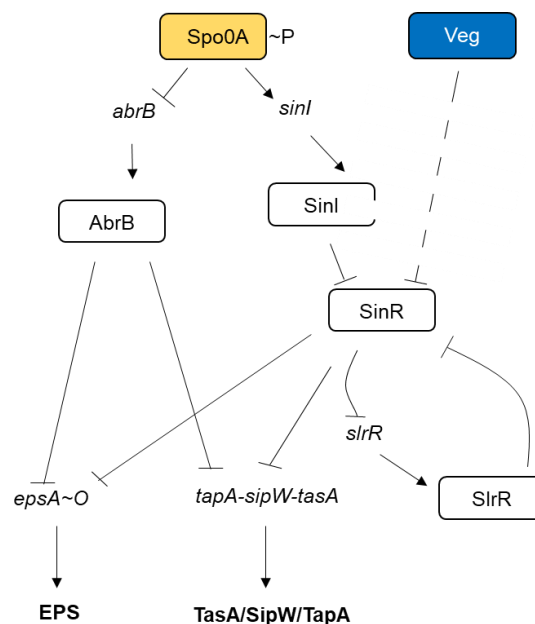 Spo0A ~P
Veg
abrB
sinI
AbrB
SinI
SinR
slrR
epsA~O
tapA-sipW-tasA
SlrR
EPS
TasA/SipW/TapA